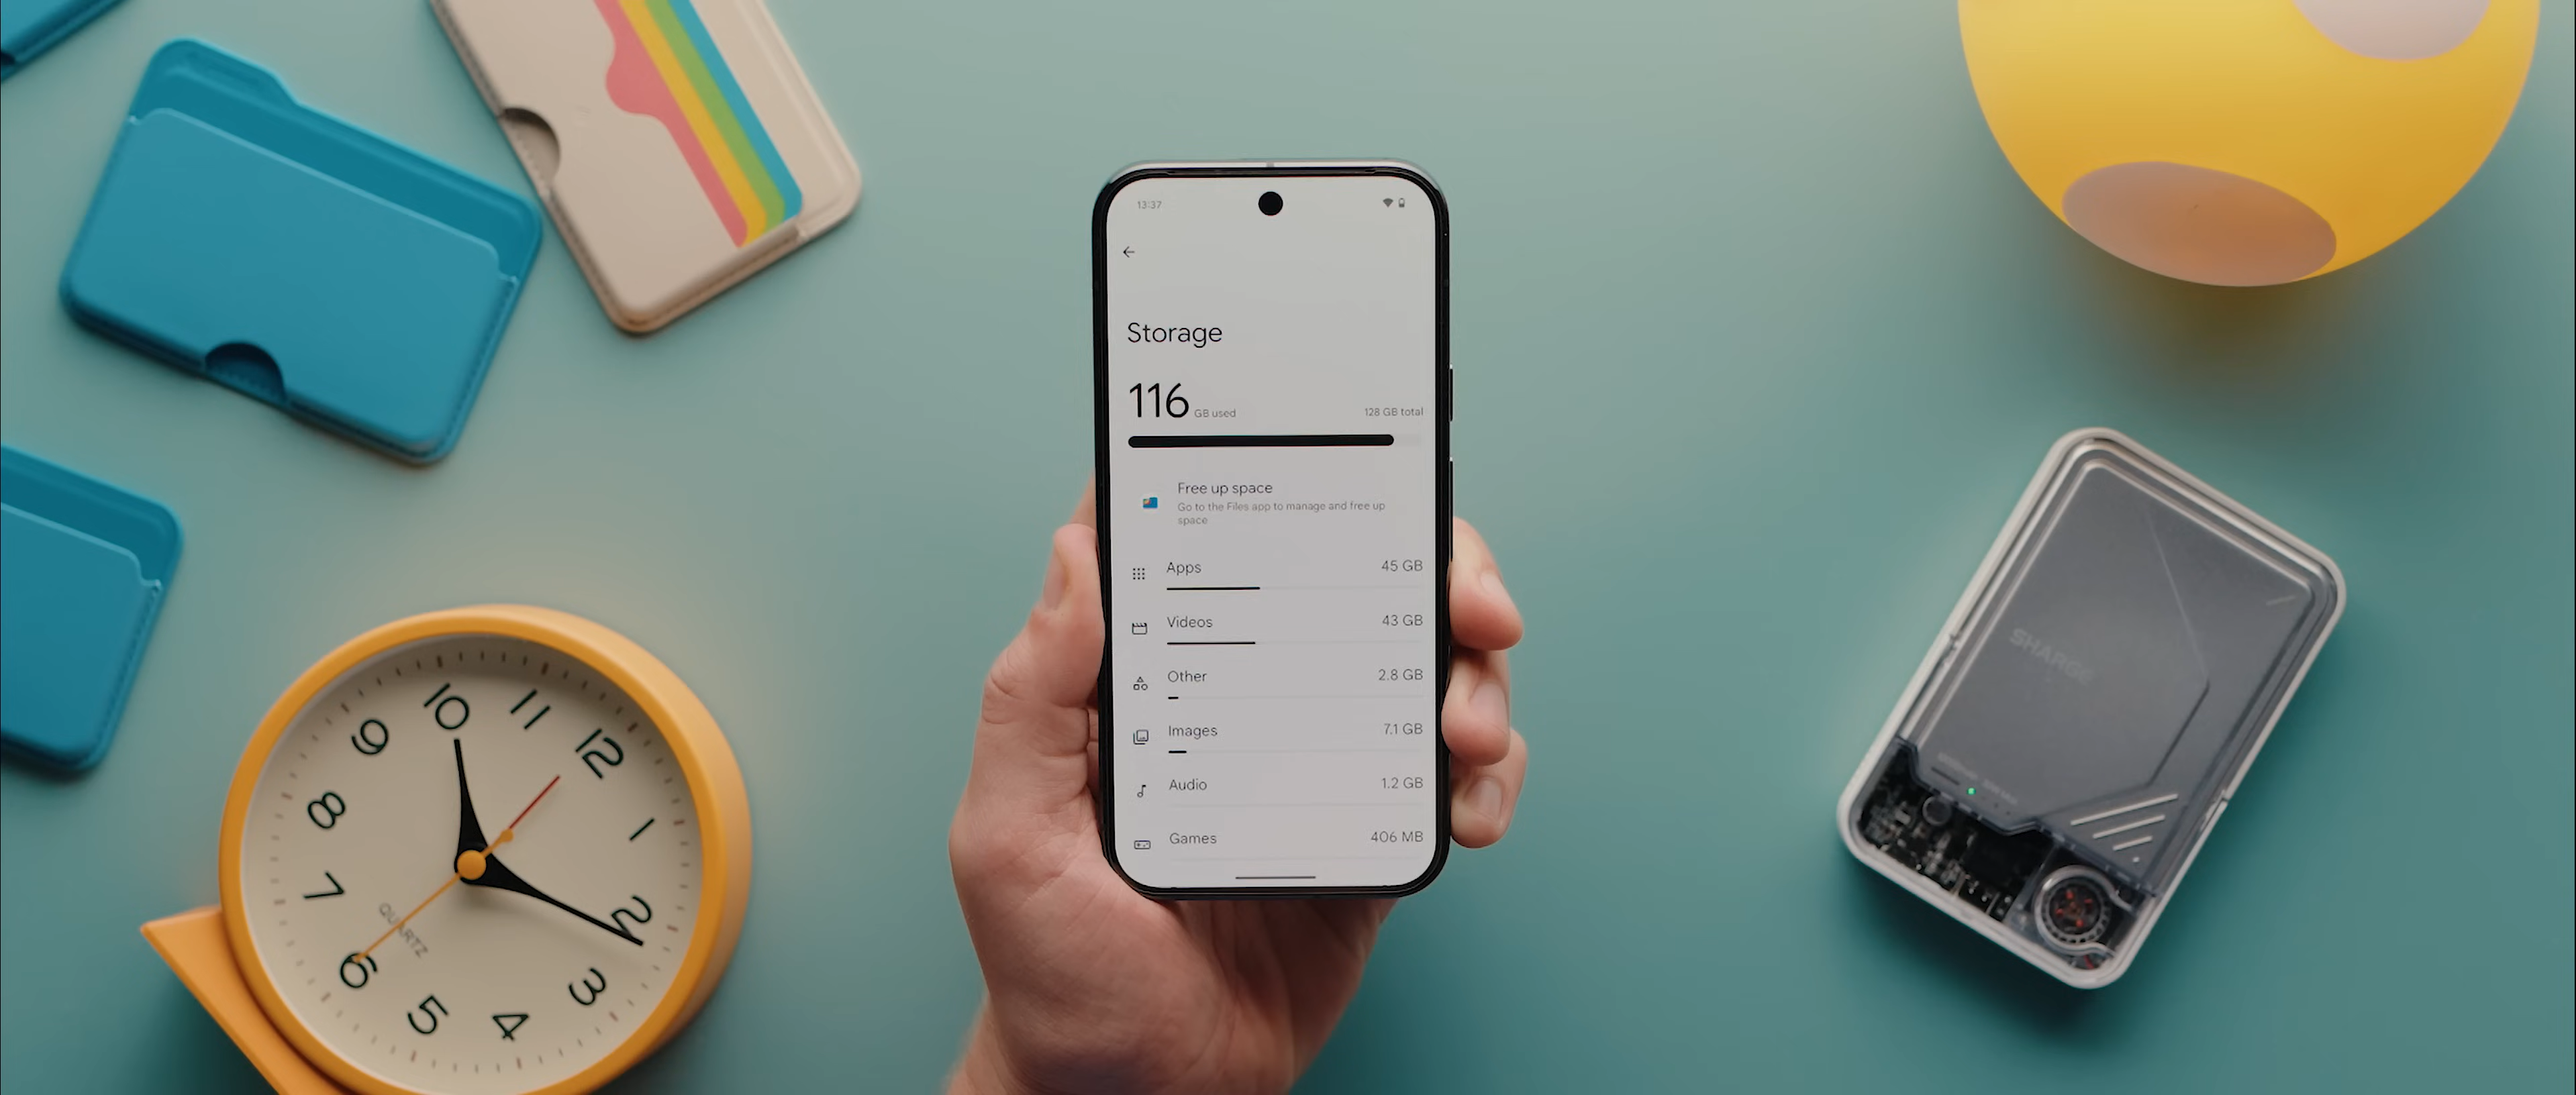 13:37
Storage
116 GB used 128 GB total
Free up space
Go to the Files app to manage and free up
space
Apps 45 GB
Videos 43 GB
Other 2.8 GB
Images 7.1 GB
Audio 1.2 GB
Games 406 MB
10 11 12 1 2 3 4 5 6 7 8 9
QUARTZ
SHARGE